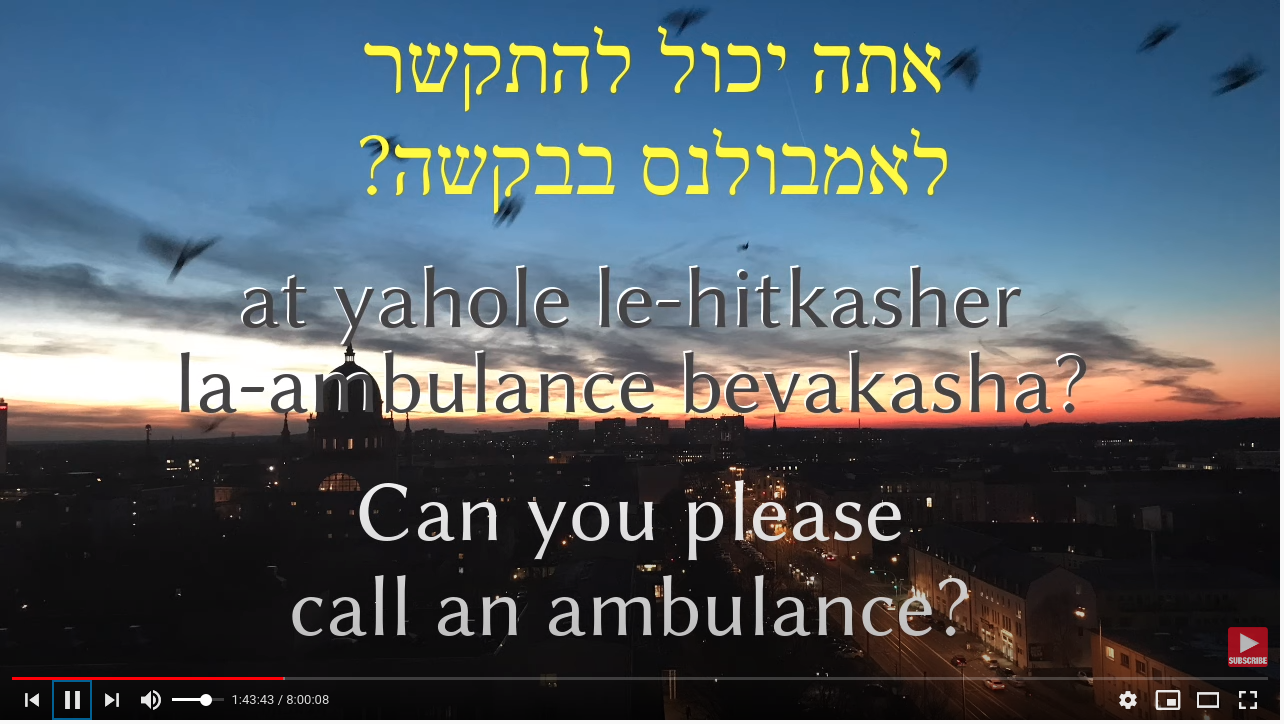 אתה יכול להתקשר
לאמבולנס בבקשה?
at yahole le-hitkasher
la-ambulance bevakasha?
Can you please
call an ambulance?
SUBSCRIBE
1:43:43 / 8:00:08